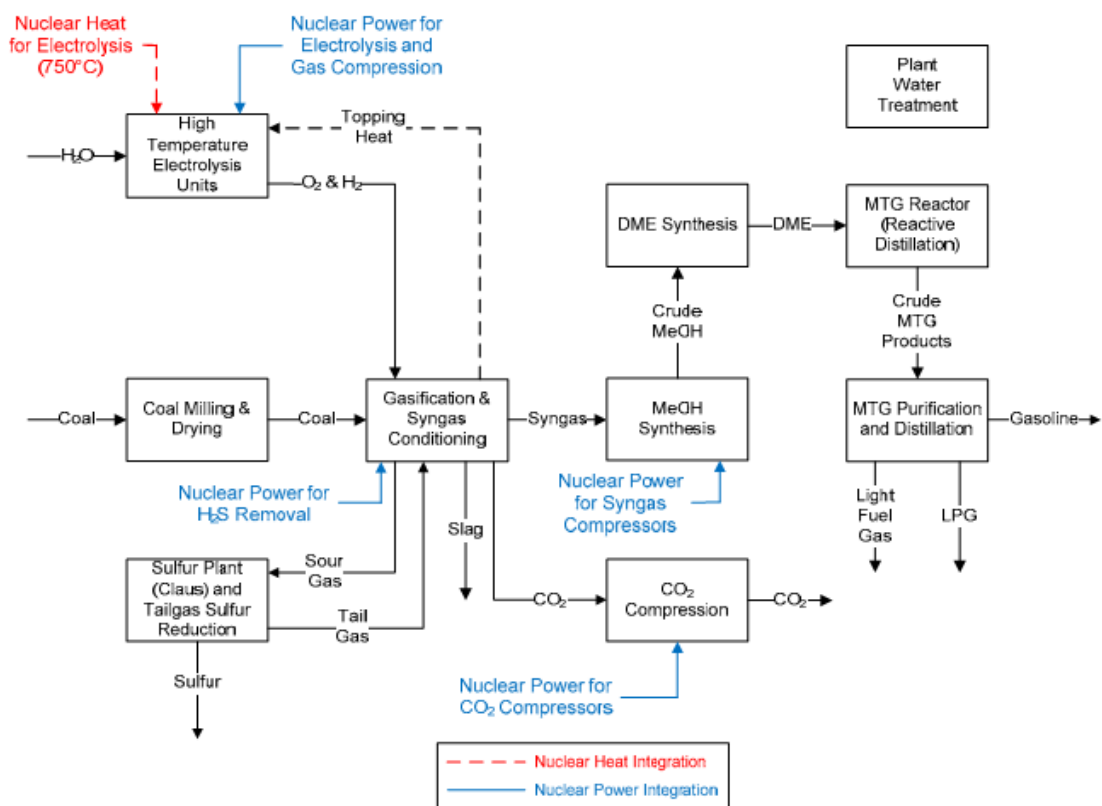 Nuclear Heat
for Electrolysis
(750°C)
Nuclear Power for
Electrolysis and
Gas Compression
Plant
Water
Treatment
High
Temperature
Electrolysis
Units
Topping
Heat
H₂O
O₂ & H₂
DME Synthesis
DME
MTG Reactor
(Reactive
Distillation)
Crude
MeOH
Crude
MTG
Products
Coal
Coal Milling &
Drying
Coal
Gasification &
Syngas
Conditioning
Syngas
MeOH
Synthesis
MTG Purification
and Distillation
Gasoline
Nuclear Power for
H₂S Removal
Nuclear Power
for Syngas
Compressors
Slag
Light
Fuel
Gas
LPG
Sulfur Plant
(Claus) and
Tailgas Sulfur
Reduction
Sour
Gas
Tail
Gas
CO₂
CO₂
Compression
CO₂
Sulfur
Nuclear Power for
CO₂ Compressors
Nuclear Heat Integration
Nuclear Power Integration